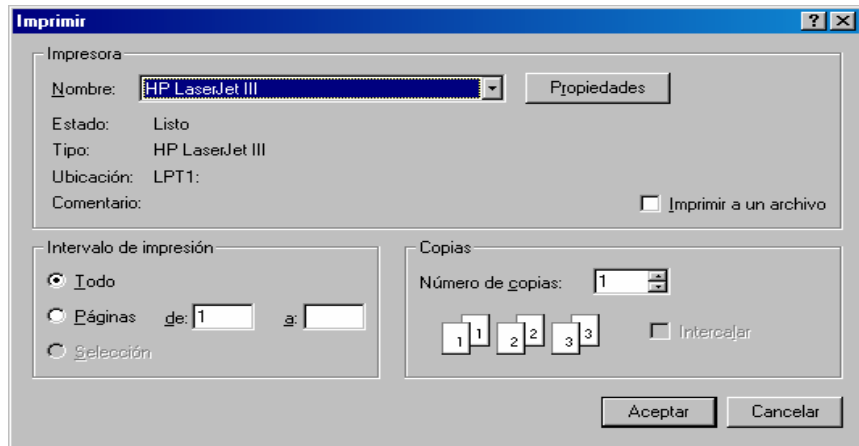 Imprimir
Impresora
Nombre: HP LaserJet III Propiedades
Estado: Listo
Tipo: HP LaserJet III
Ubicación: LPT1:
Comentario: Imprimir a un archivo
Intervalo de impresión Copias
Todo Número de copias: 1
Páginas de: 1 a:
1 1 2 2 3 3 Intercalar
Selección
Aceptar Cancelar